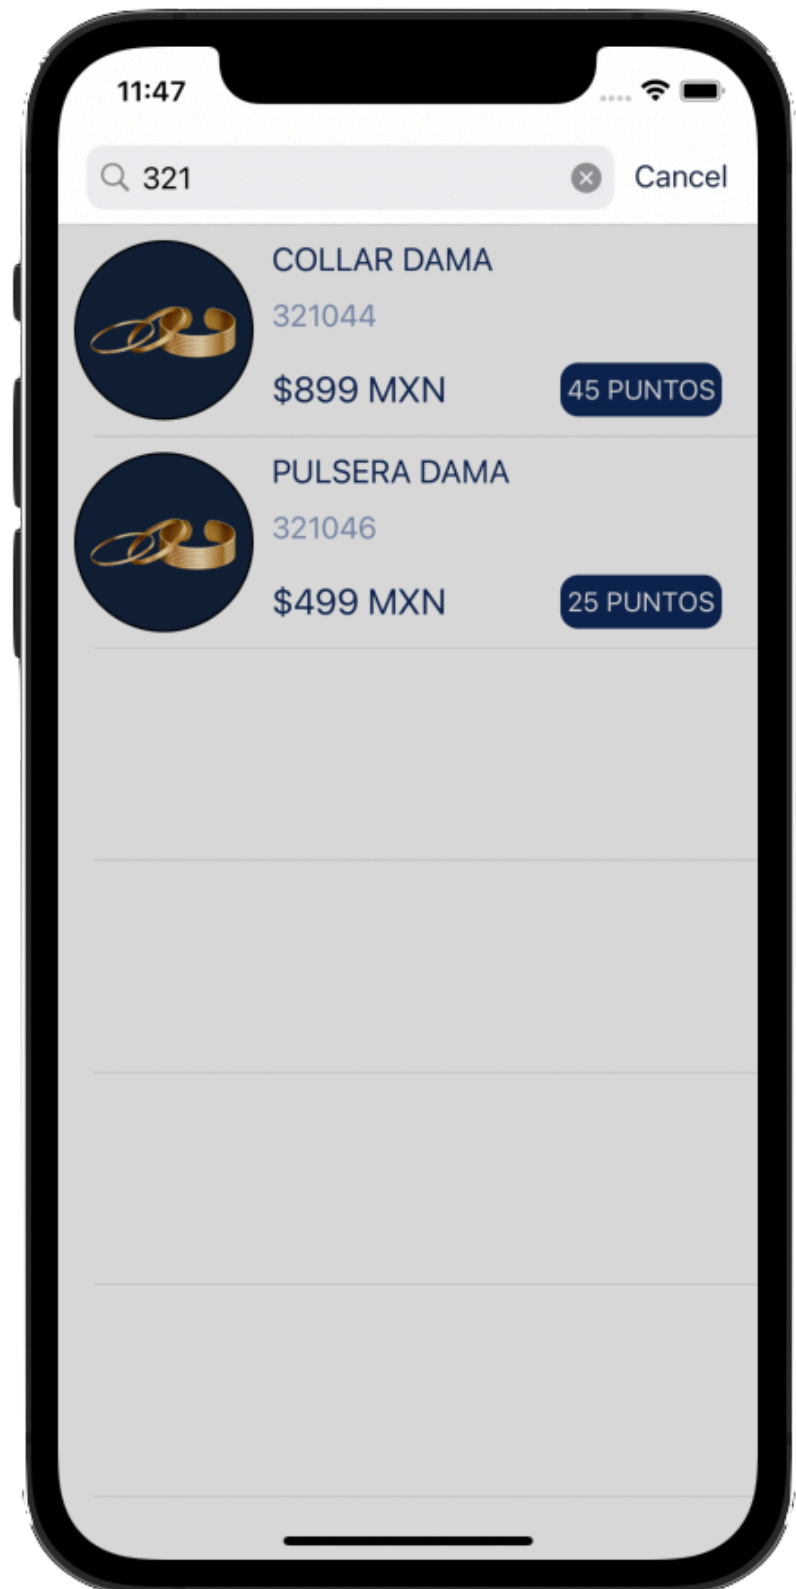 11:47
321 Cancel
COLLAR DAMA
321044
$899 MXN 45 PUNTOS
PULSERA DAMA
321046
$499 MXN 25 PUNTOS